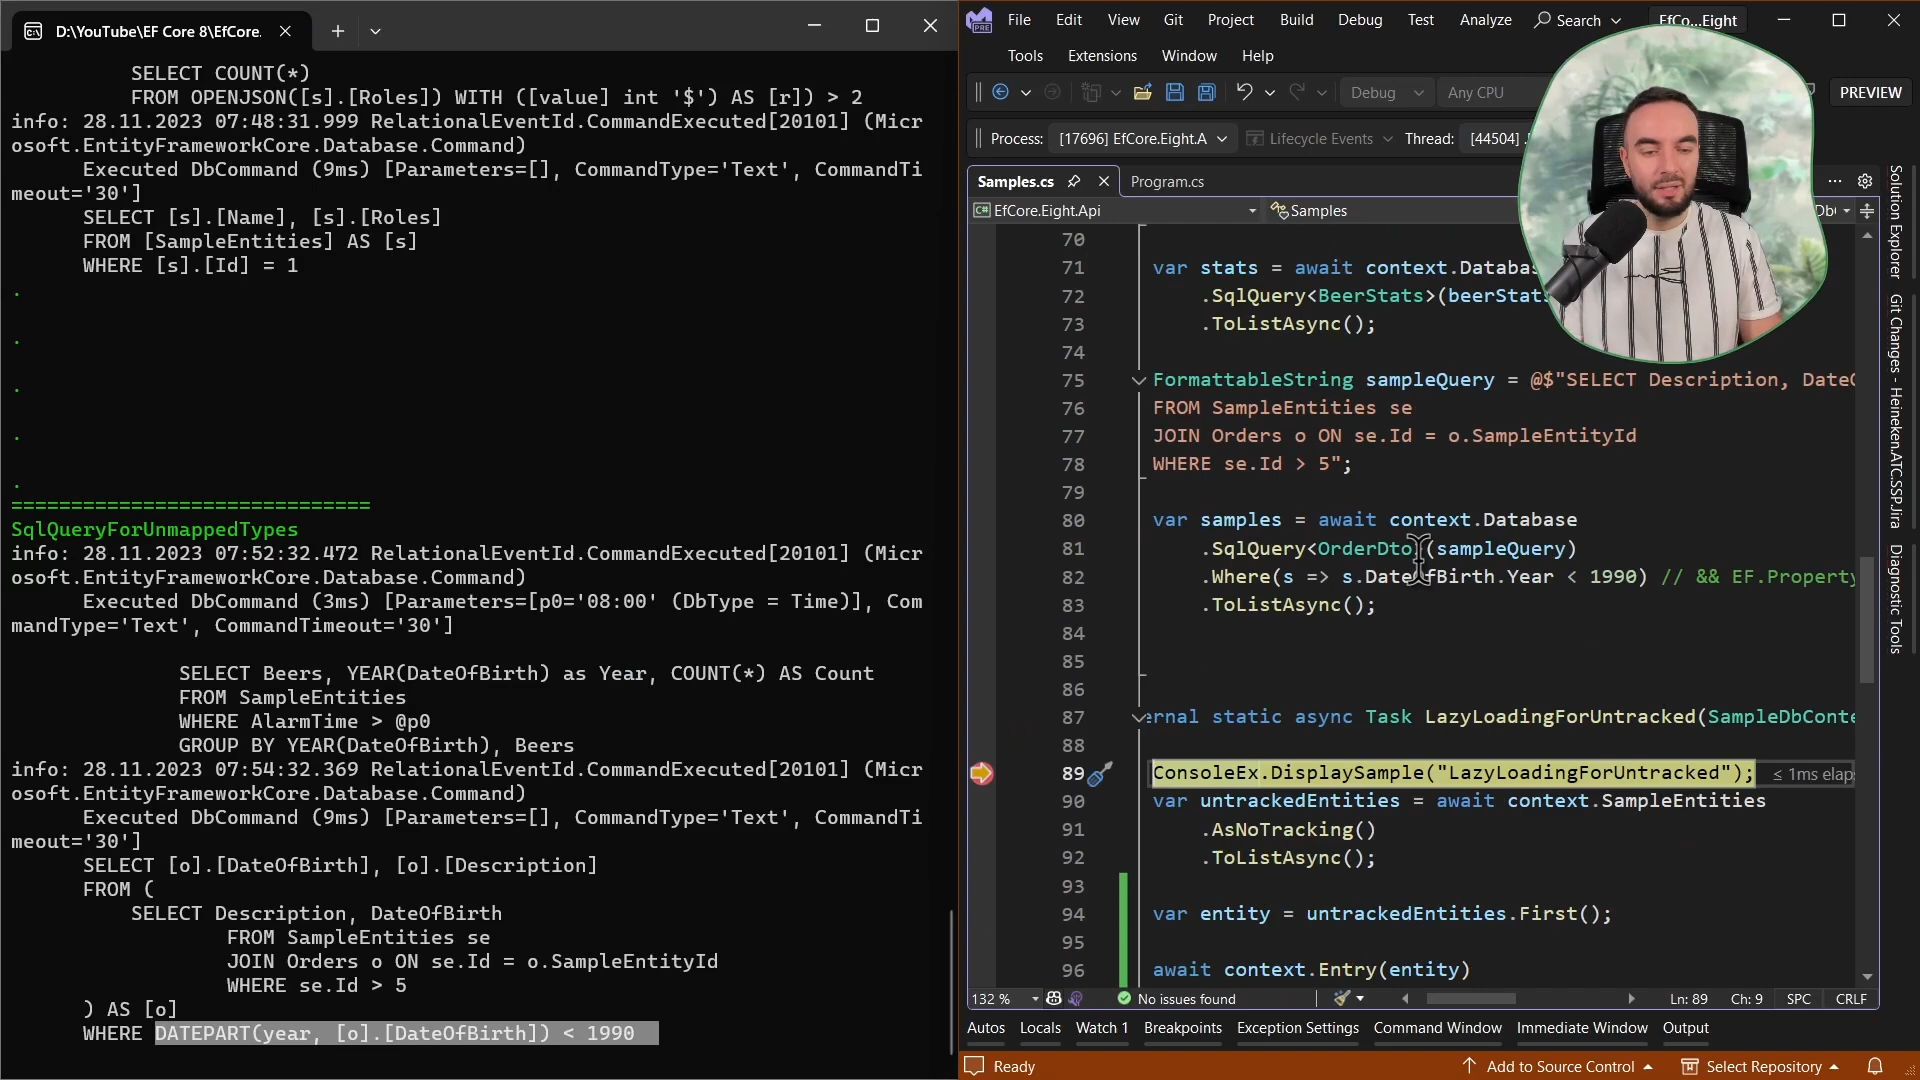 D:\YouTube\EF Core 8\EfCore.
SELECT COUNT(*)
FROM OPENJSON([s].[Roles]) WITH ([value] int '$') AS [r]) > 2
info: 28.11.2023 07:48:31.999 RelationalEventId.CommandExecuted[20101] (Micr
osoft.EntityFrameworkCore.Database.Command)
Executed DbCommand (9ms) [Parameters=[], CommandType='Text', CommandTi
meout='30']
SELECT [s].[Name], [s].[Roles]
FROM [SampleEntities] AS [s]
WHERE [s].[Id] = 1
.
.
.
.
.
==============================
SqlQueryForUnmappedTypes
info: 28.11.2023 07:52:32.472 RelationalEventId.CommandExecuted[20101] (Micr
osoft.EntityFrameworkCore.Database.Command)
Executed DbCommand (3ms) [Parameters=[p0='08:00' (DbType = Time)], Com
mandType='Text', CommandTimeout='30']
SELECT Beers, YEAR(DateOfBirth) as Year, COUNT(*) AS Count
FROM SampleEntities
WHERE AlarmTime > @p0
GROUP BY YEAR(DateOfBirth), Beers
info: 28.11.2023 07:54:32.369 RelationalEventId.CommandExecuted[20101] (Micr
osoft.EntityFrameworkCore.Database.Command)
Executed DbCommand (9ms) [Parameters=[], CommandType='Text', CommandTi
meout='30']
SELECT [o].[DateOfBirth], [o].[Description]
FROM (
SELECT Description, DateOfBirth
FROM SampleEntities se
JOIN Orders o ON se.Id = o.SampleEntityId
WHERE se.Id > 5
) AS [o]
WHERE DATEPART(year, [o].[DateOfBirth]) < 1990
File Edit View Git Project Build Debug Test Analyze Search EfCo...Eight
Tools Extensions Window Help
Debug Any CPU PREVIEW
Process: [17696] EfCore.Eight.A Lifecycle Events Thread: [44504]
Samples.cs Program.cs
EfCore.Eight.Api Samples
70
71 var stats = await context.Databas
72 .SqlQuery<BeerStats>(beerStats
73 .ToListAsync();
74
75 FormattableString sampleQuery = @$"SELECT Description, Date
76 FROM SampleEntities se
77 JOIN Orders o ON se.Id = o.SampleEntityId
78 WHERE se.Id > 5";
79
80 var samples = await context.Database
81 .SqlQuery<OrderDto>(sampleQuery)
82 .Where(s => s.DateOfBirth.Year < 1990) // && EF.Property
83 .ToListAsync();
84
85
86
87 ernal static async Task LazyLoadingForUntracked(SampleDbConte
88
89 ConsoleEx.DisplaySample("LazyLoadingForUntracked"); ≤ 1ms elap
90 var untrackedEntities = await context.SampleEntities
91 .AsNoTracking()
92 .ToListAsync();
93
94 var entity = untrackedEntities.First();
95
96 await context.Entry(entity)
132 % No issues found Ln: 89 Ch: 9 SPC CRLF
Autos Locals Watch 1 Breakpoints Exception Settings Command Window Immediate Window Output
Ready Add to Source Control Select Repository
Solution Explorer
Git Changes - Heineken.ATC.SSP.Jira
Diagnostic Tools